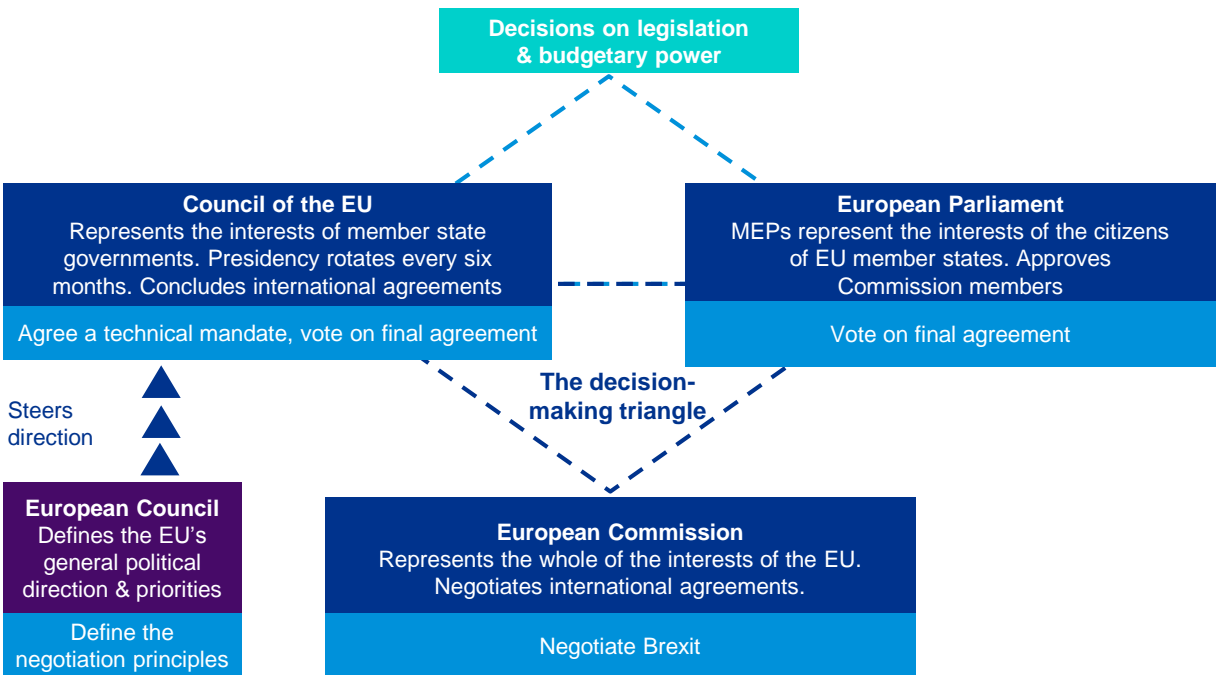 Decisions on legislation
& budgetary power
Council of the EU
Represents the interests of member state
governments. Presidency rotates every six
months. Concludes international agreements
Agree a technical mandate, vote on final agreement
European Parliament
MEPs represent the interests of the citizens
of EU member states. Approves
Commission members
Vote on final agreement
The decision-
making triangle
Steers
direction
European Council
Defines the EU’s
general political
direction & priorities
Define the
negotiation principles
European Commission
Represents the whole of the interests of the EU.
Negotiates international agreements.
Negotiate Brexit